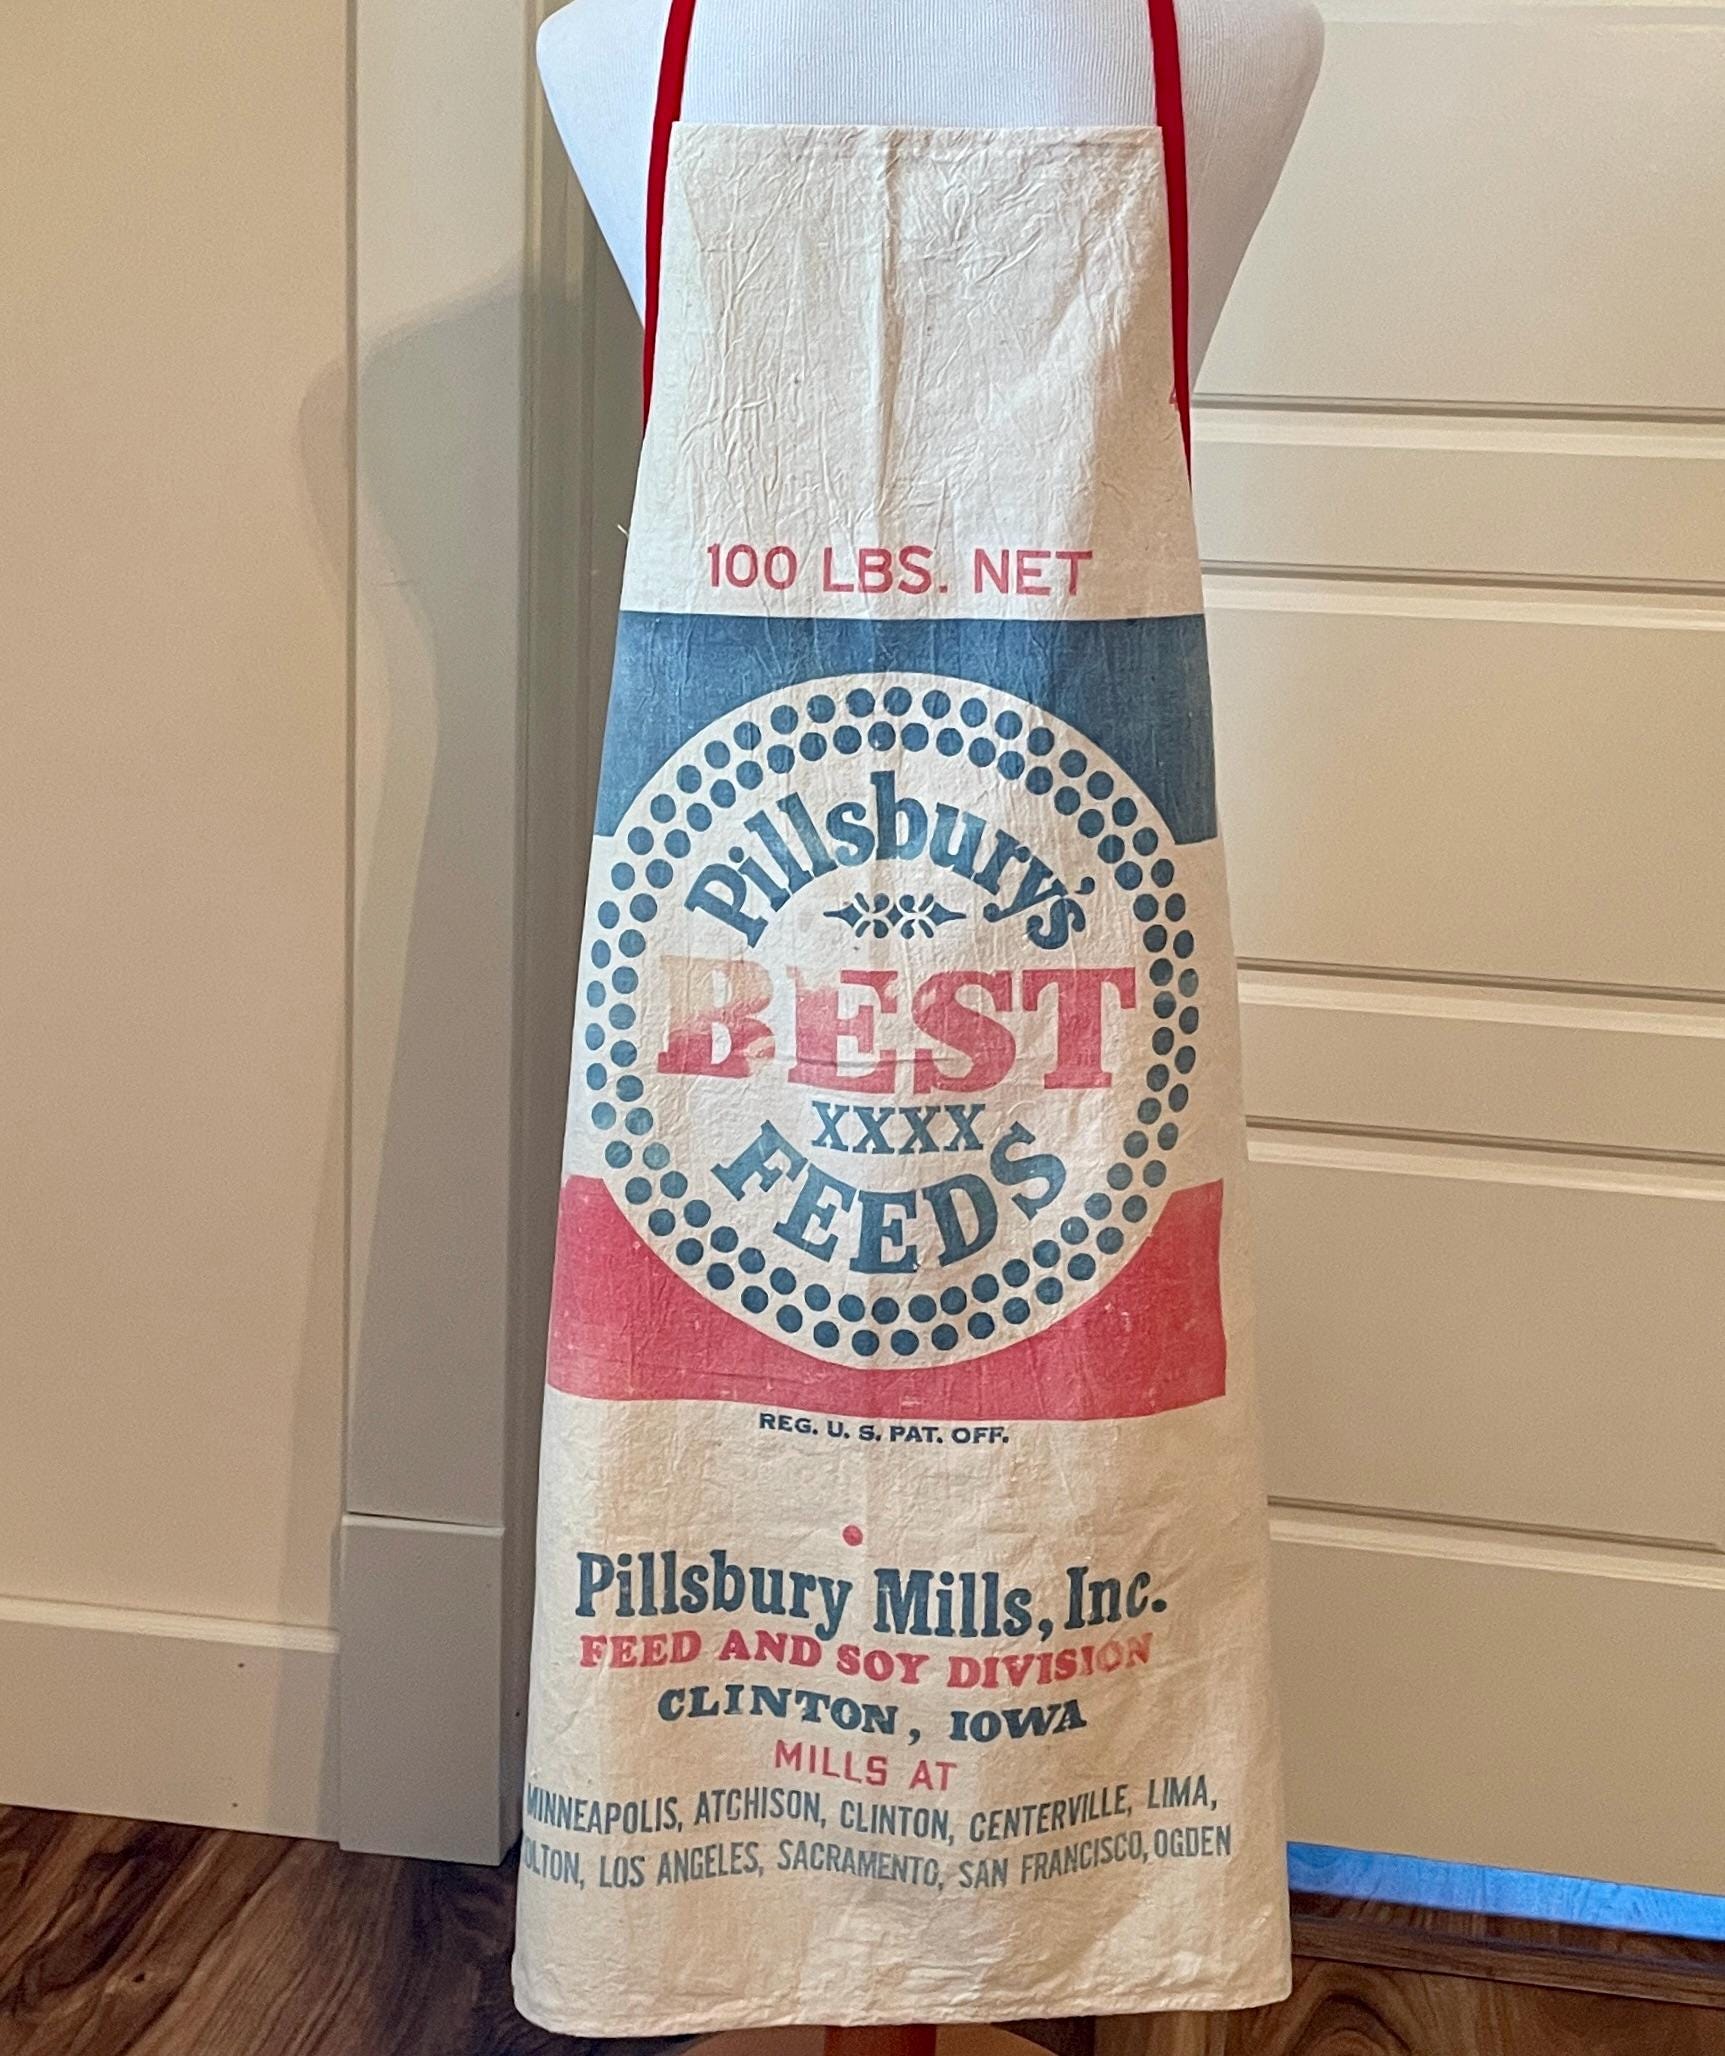 100 LBS. NET
Pillsbury's
BEST
XXXX
FEEDS
REG. U. S. PAT. OFF.
Pillsbury Mills, Inc.
FEED AND SOY DIVISION
CLINTON, IOWA
MILLS AT
MINNEAPOLIS, ATCHISON, CLINTON, CENTERVILLE, LIMA,
LOS ANGELES, SACRAMENTO, SAN FRANCISCO, OGDEN